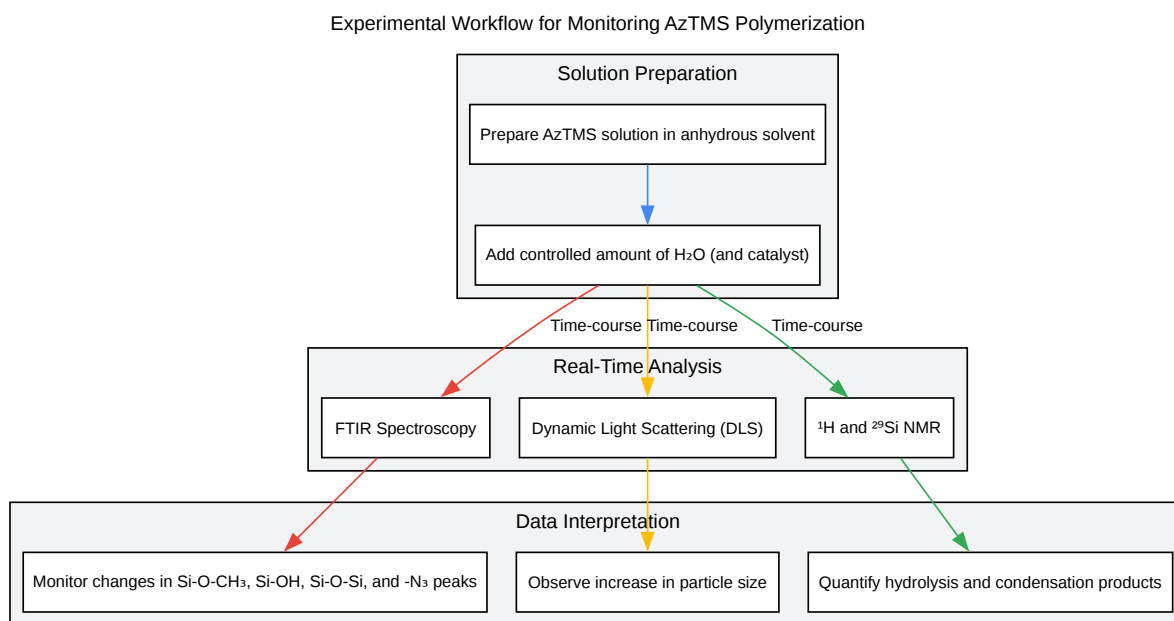 Experimental Workflow for Monitoring AzTMS Polymerization
Solution Preparation
Prepare AzTMS solution in anhydrous solvent
Add controlled amount of H₂O (and catalyst)
Time-course
Time-course
Time-course
Real-Time Analysis
FTIR Spectroscopy
Dynamic Light Scattering (DLS)
¹H and ²⁹Si NMR
Data Interpretation
Monitor changes in Si-O-CH₃, Si-OH, Si-O-Si, and -N₃ peaks
Observe increase in particle size
Quantify hydrolysis and condensation products